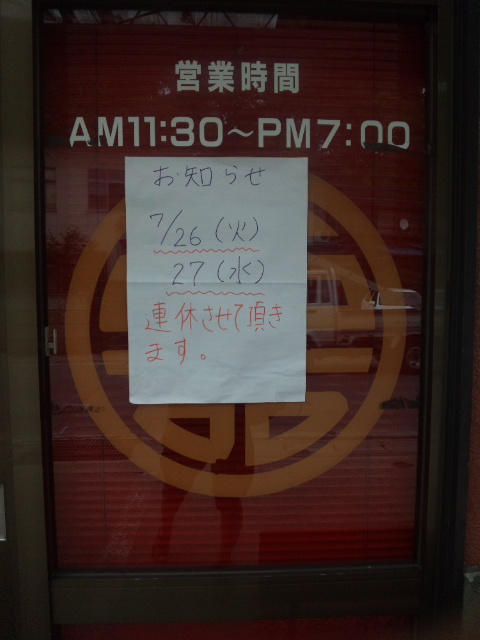 営業時間
AM11:30～PM7:00
お知らせ
7/26（火）
27（水）
連休させて頂き
ます。